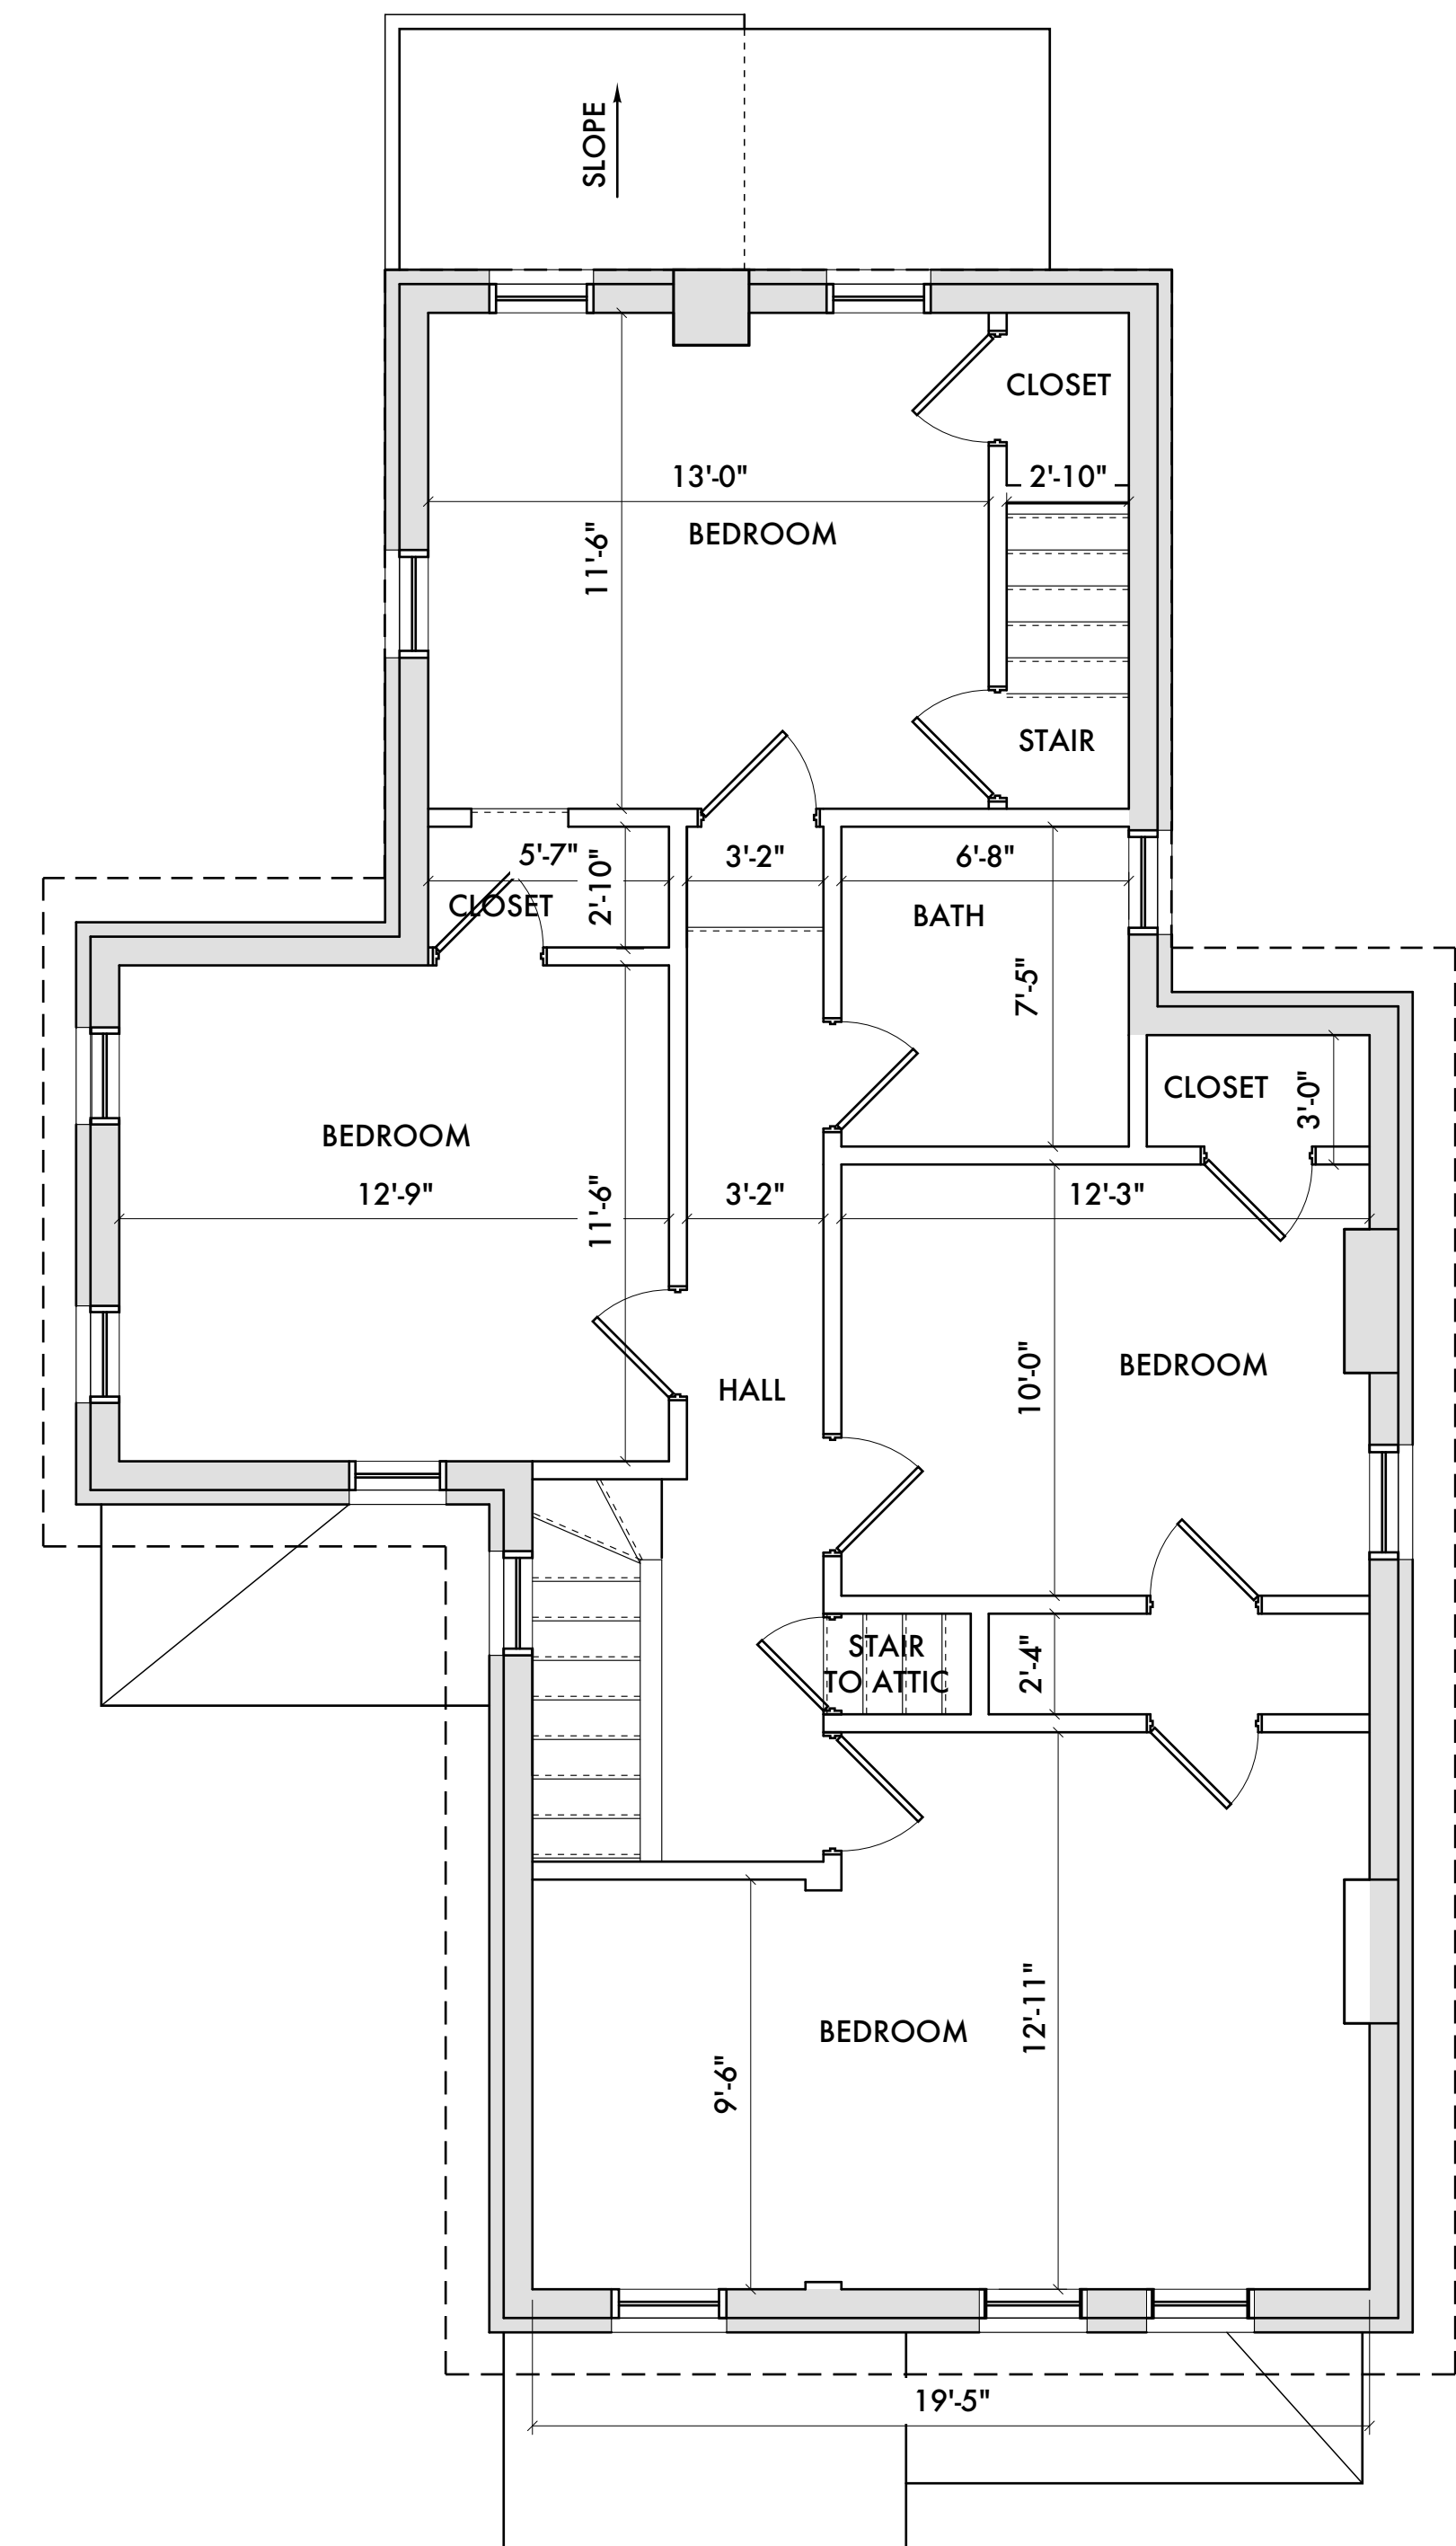 SLOPE
CLOSET
13'-0"
2'-10"
BEDROOM
11'-6"
STAIR
5'-7"
2'-10"
3'-2"
6'-8"
CLOSET
BATH
7'-5"
CLOSET
3'-0"
BEDROOM
12'-9"
11'-6"
3'-2"
12'-3"
BEDROOM
10'-0"
HALL
STAIR
TO ATTIC
2'-4"
BEDROOM
12'-11"
9'-6"
19'-5"